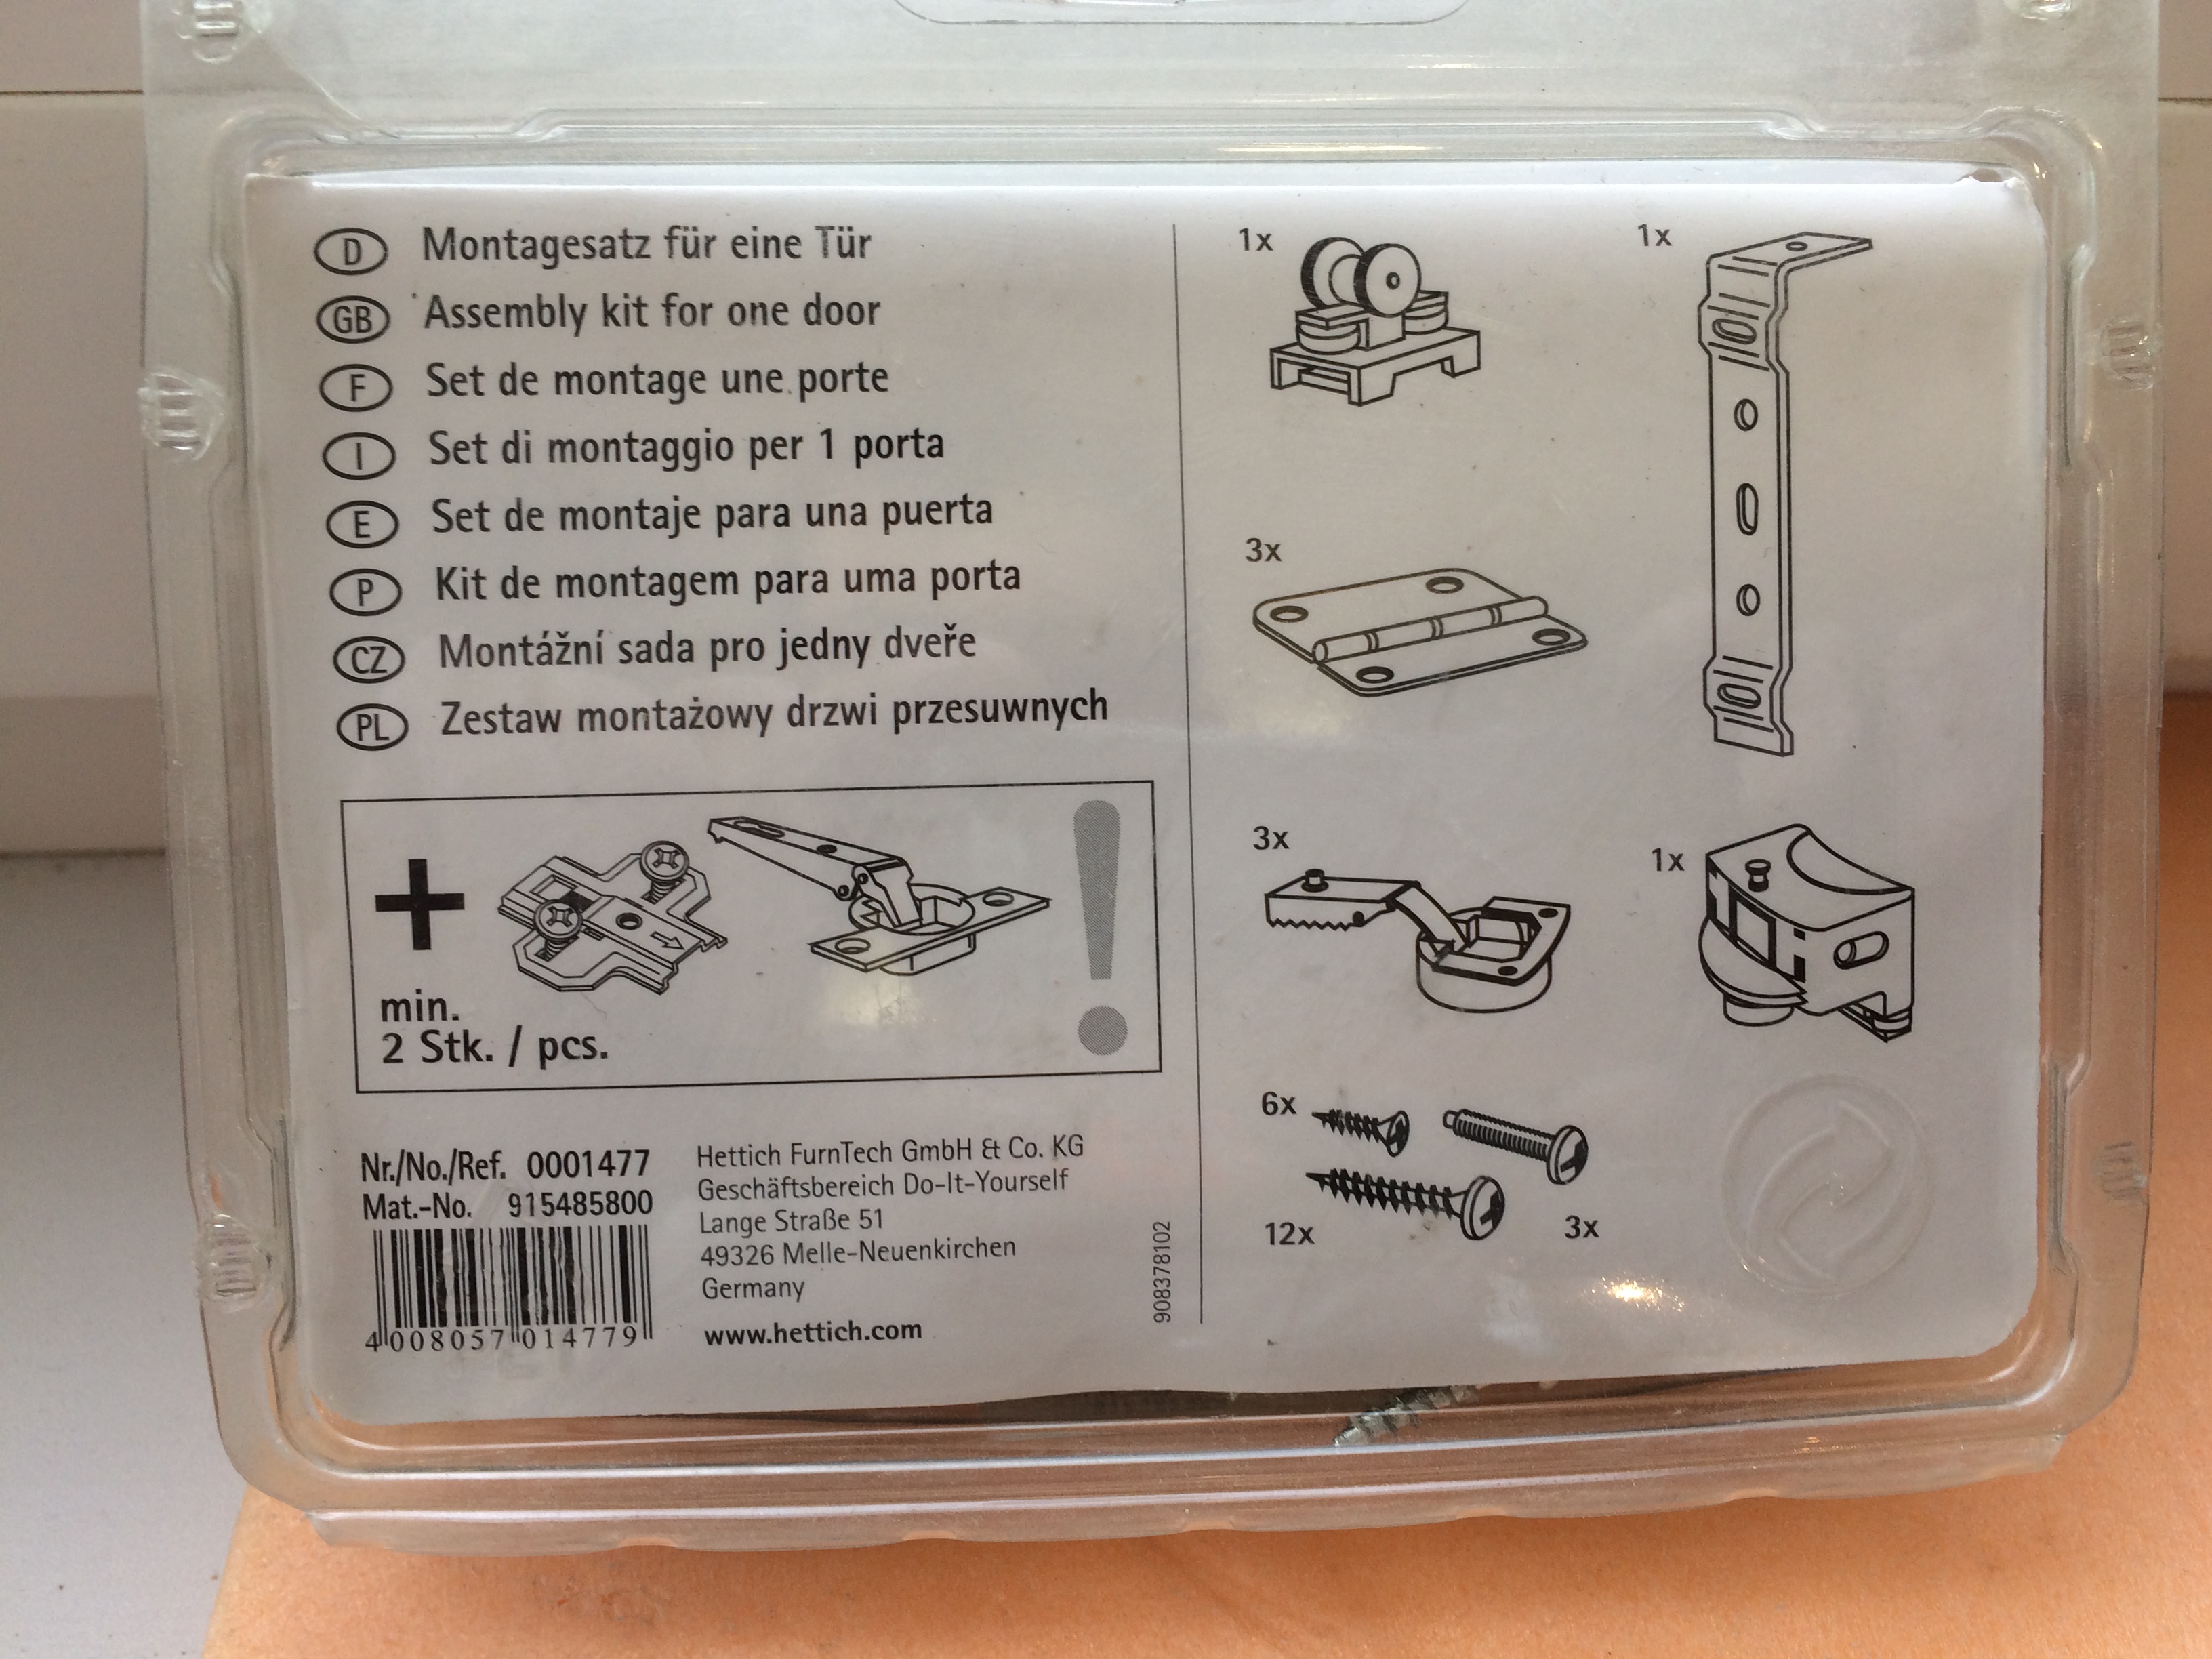 D Montagesatz für eine Tür
GB Assembly kit for one door
F Set de montage une porte
I Set di montaggio per 1 porta
E Set de montaje para una puerta
P Kit de montagem para uma porta
CZ Montážní sada pro jedny dveře
PL Zestaw montażowy drzwi przesuwnych
+
min.
2 Stk. / pcs.
!
Nr./No./Ref. 0001477
Mat.-No. 915485800
4 008057 014779
Hettich FurnTech GmbH & Co. KG
Geschäftsbereich Do-It-Yourself
Lange Straße 51
49326 Melle-Neuenkirchen
Germany
www.hettich.com
908378102
1x
1x
3x
3x
1x
6x
12x
3x